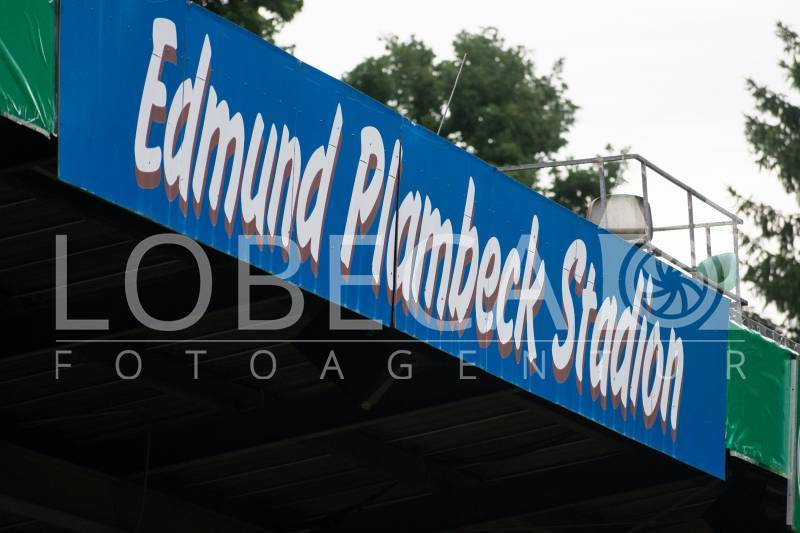 Edmund Plambeck Stadion
LOBECA
FOTOAGENTUR